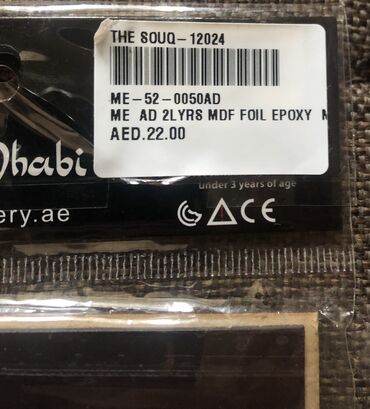 THE SOUQ-12024
ME-52-0050AD
ME AD 2LYRS MDF FOIL EPOXY
AED.22.00
Dhabi
under 3 years of age
ery.ae
CE